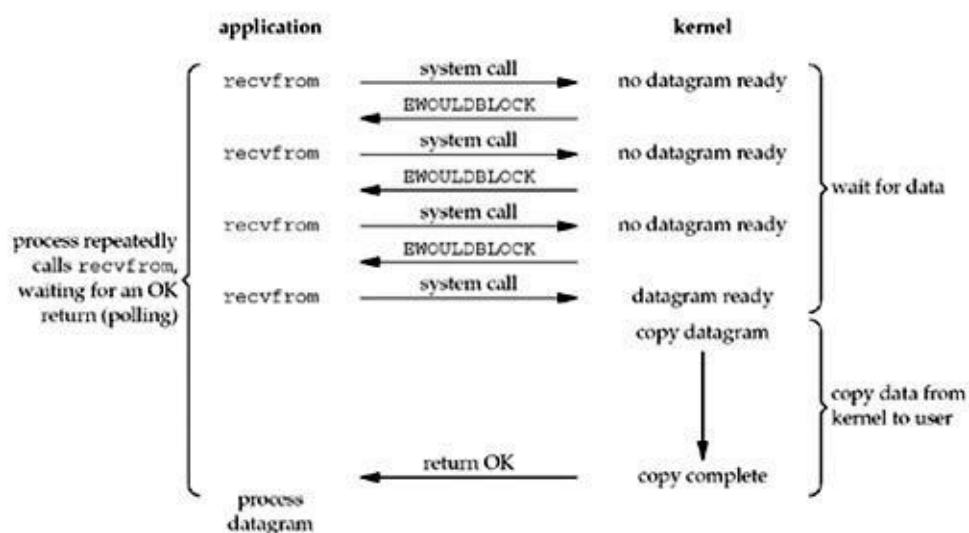 application
kernel
recvfrom
system call
no datagram ready
EWOULDBLOCK
recvfrom
system call
no datagram ready
EWOULDBLOCK
recvfrom
system call
no datagram ready
EWOULDBLOCK
recvfrom
system call
datagram ready
wait for data
process repeatedly
calls recvfrom,
waiting for an OK
return (polling)
copy datagram
copy data from
kernel to user
return OK
copy complete
process
datagram